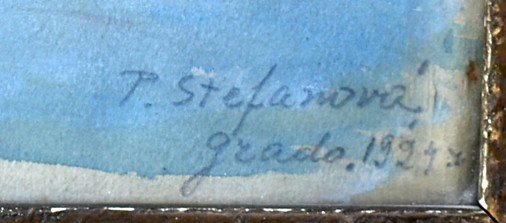 P. Stefanová
grado. 1924